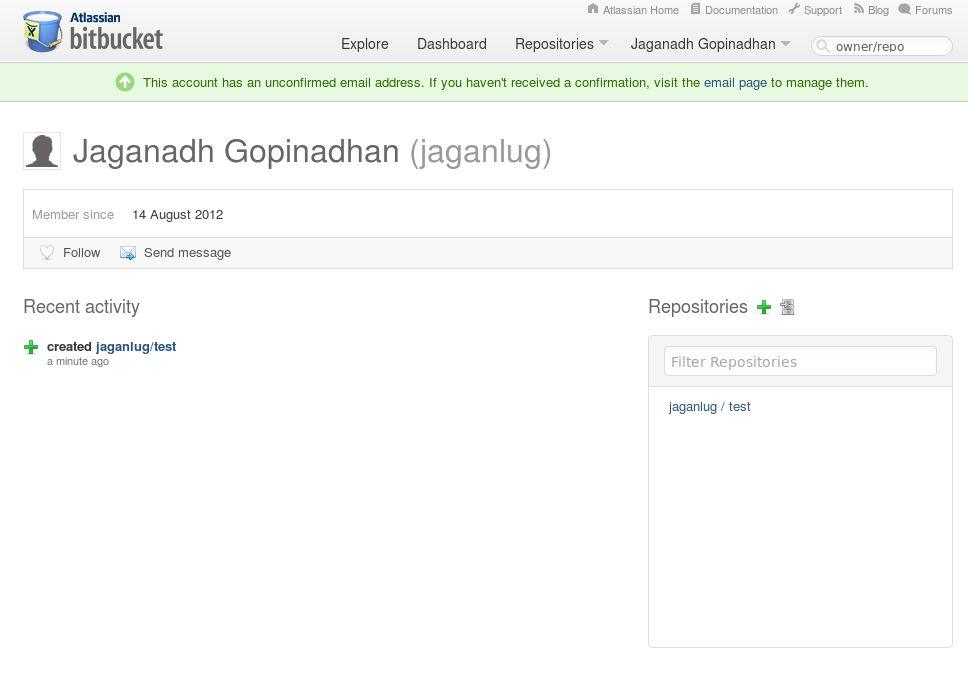 Atlassian Home Documentation Support Blog Forums
Atlassian
bitbucket
Explore Dashboard Repositories Jaganadh Gopinadhan owner/repo
This account has an unconfirmed email address. If you haven't received a confirmation, visit the email page to manage them.
Jaganadh Gopinadhan (jaganlug)
Member since 14 August 2012
Follow Send message
Recent activity
created jaganlug/test
a minute ago
Repositories
Filter Repositories
jaganlug / test